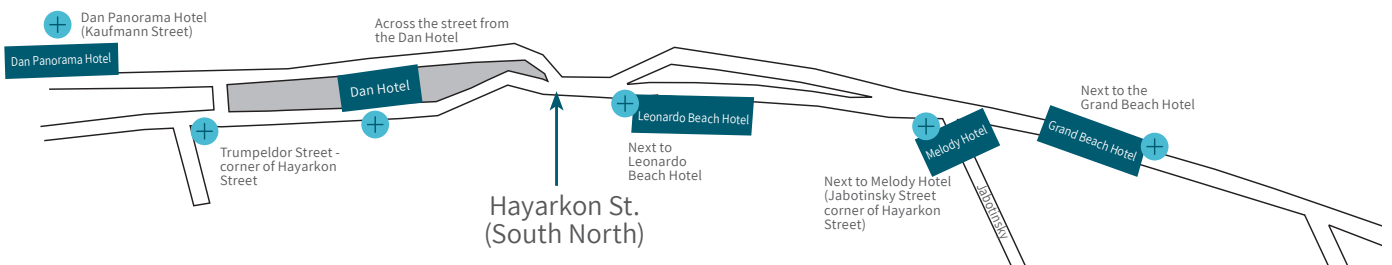 Dan Panorama Hotel
(Kaufmann Street)
Dan Panorama Hotel
Across the street from
the Dan Hotel
Dan Hotel
Trumpeldor Street -
corner of Hayarkon
Street
Hayarkon St.
(South North)
Leonardo Beach Hotel
Next to
Leonardo
Beach Hotel
Melody Hotel
Next to Melody Hotel
(Jabotinsky Street
corner of Hayarkon
Street)
Jabotinsky
Next to the
Grand Beach Hotel
Grand Beach Hotel